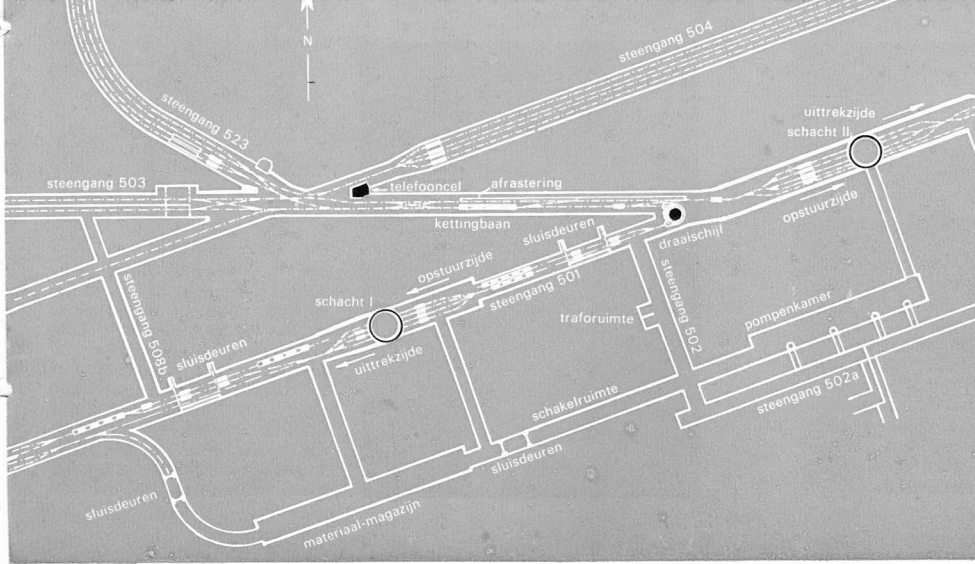 N
steengang 504
steengang 523
uittrekzijde
schacht II
steengang 503
telefooncel
afrastering
kettingbaan
opstuurzijde
draaischijf
sluisdeuren
opstuurzijde
steengang 501
schacht I
steengang 508b
traforuimte
steengang 502
pompenkamer
sluisdeuren
uittrekzijde
schakelruimte
steengang 502a
sluisdeuren
sluisdeuren
materiaal-magazijn